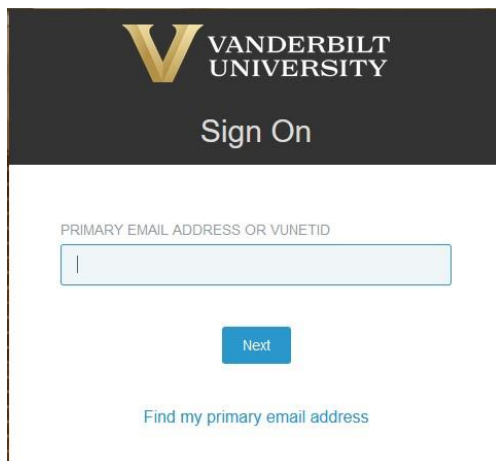 VANDERBILT
UNIVERSITY
Sign On
PRIMARY EMAIL ADDRESS OR VUNETID
Next
Find my primary email address